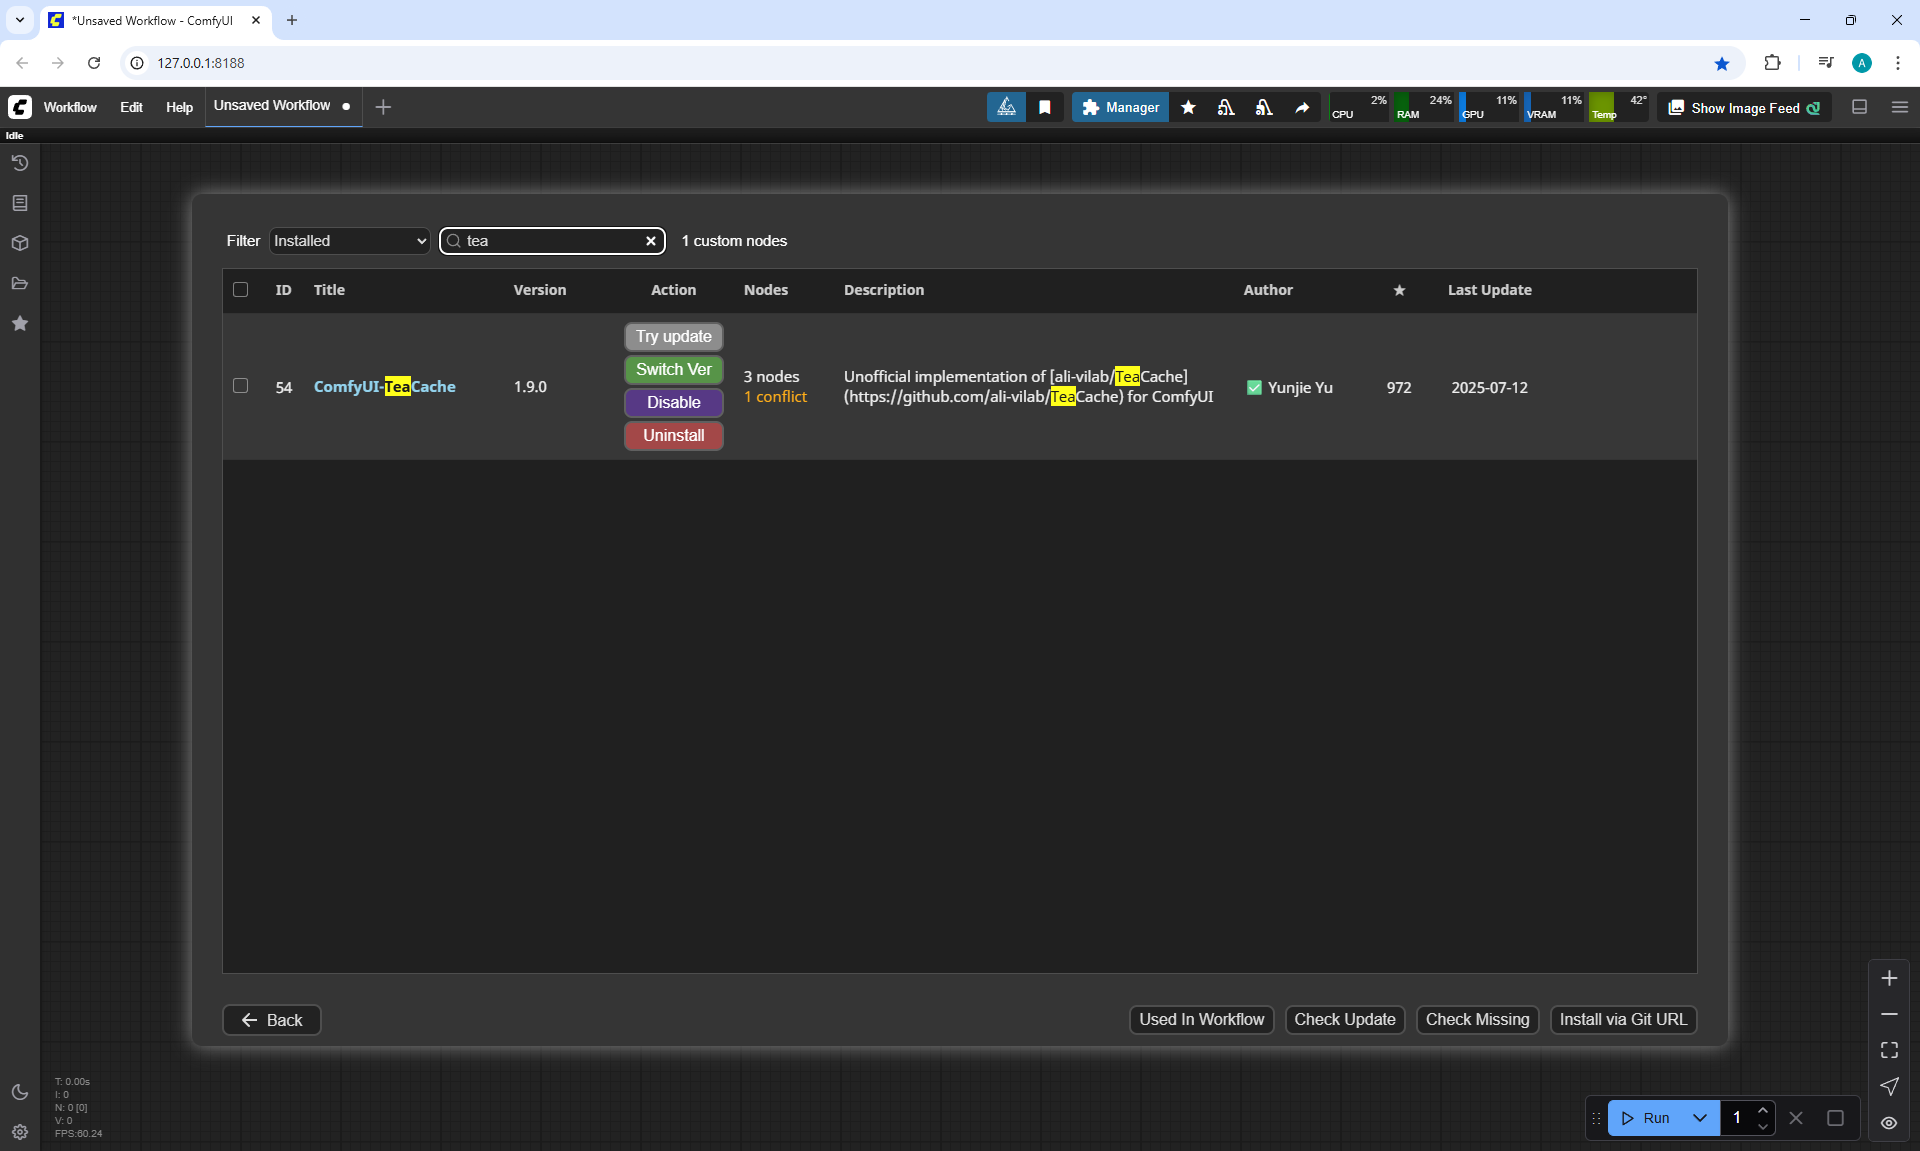 *Unsaved Workflow - ComfyUI
127.0.0.1:8188
A
Workflow Edit Help Unsaved Workflow
Manager
CPU 2% RAM 24% GPU 11% VRAM 11% Temp 42°
Show Image Feed
Idle
Filter Installed tea 1 custom nodes
ID Title Version Action Nodes Description Author ★ Last Update
Try update
Switch Ver
Disable
Uninstall
54 ComfyUI-TeaCache 1.9.0
3 nodes
1 conflict
Unofficial implementation of [ali-vilab/TeaCache]
(https://github.com/ali-vilab/TeaCache) for ComfyUI
✅ Yunjie Yu 972 2025-07-12
Back
Used In Workflow Check Update Check Missing Install via Git URL
T: 0.00s
I: 0
N: 0 [0]
V: 0
FPS:60.24
Run 1